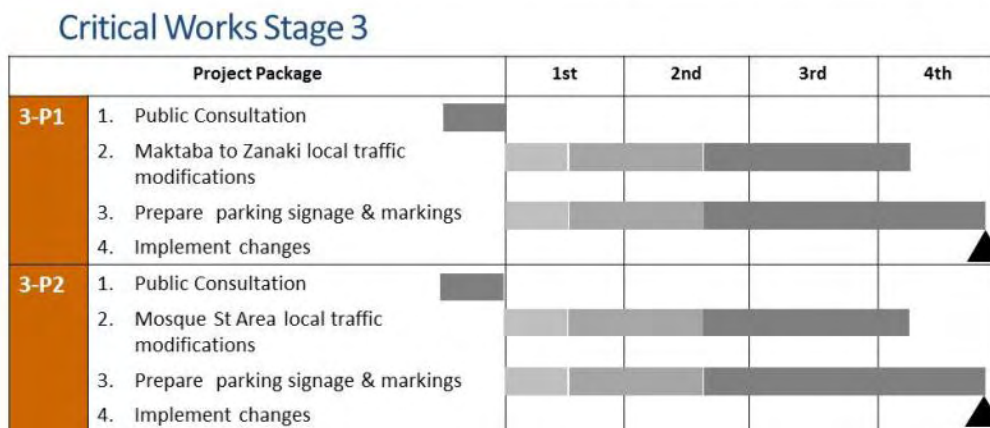 Critical Works Stage 3
Project Package 1st 2nd 3rd 4th
3-P1 1. Public Consultation
2. Maktaba to Zanaki local traffic
modifications
3. Prepare parking signage & markings
4. Implement changes
3-P2 1. Public Consultation
2. Mosque St Area local traffic
modifications
3. Prepare parking signage & markings
4. Implement changes